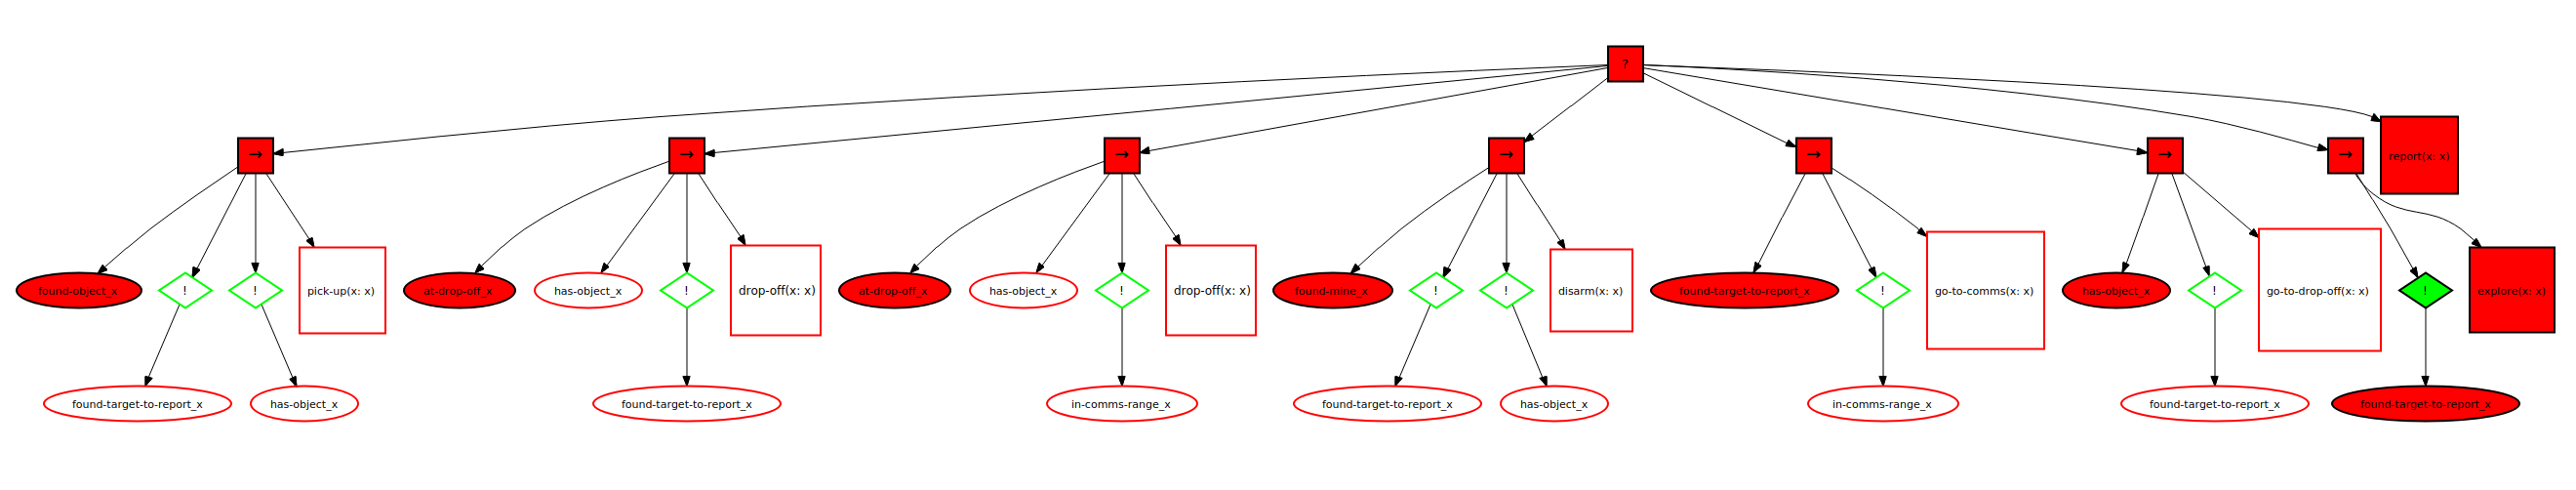 ?
→ → → → → → → report(x: x)
found-object_x ! ! pick-up(x: x) at-drop-off_x has-object_x ! drop-off(x: x) at-drop-off_x has-object_x ! drop-off(x: x) found-mine_x ! ! disarm(x: x) found-target-to-report_x ! go-to-comms(x: x) has-object_x ! go-to-drop-off(x: x) ! explore(x: x)
found-target-to-report_x has-object_x found-target-to-report_x in-comms-range_x found-target-to-report_x has-object_x in-comms-range_x found-target-to-report_x found-target-to-report_x